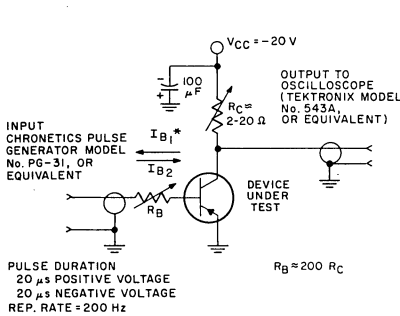 VCC = -20 V
-
+
100
μF
RC ≈
2-20 Ω
OUTPUT TO
OSCILLOSCOPE
(TEKTRONIX MODEL
No. 543A,
OR EQUIVALENT)
INPUT
CHRONETICS PULSE
GENERATOR MODEL
No. PG-31, OR
EQUIVALENT
IB1*
IB2
RB
DEVICE
UNDER
TEST
PULSE DURATION
20 μs POSITIVE VOLTAGE
20 μs NEGATIVE VOLTAGE
REP. RATE = 200 Hz
RB ≈ 200 RC